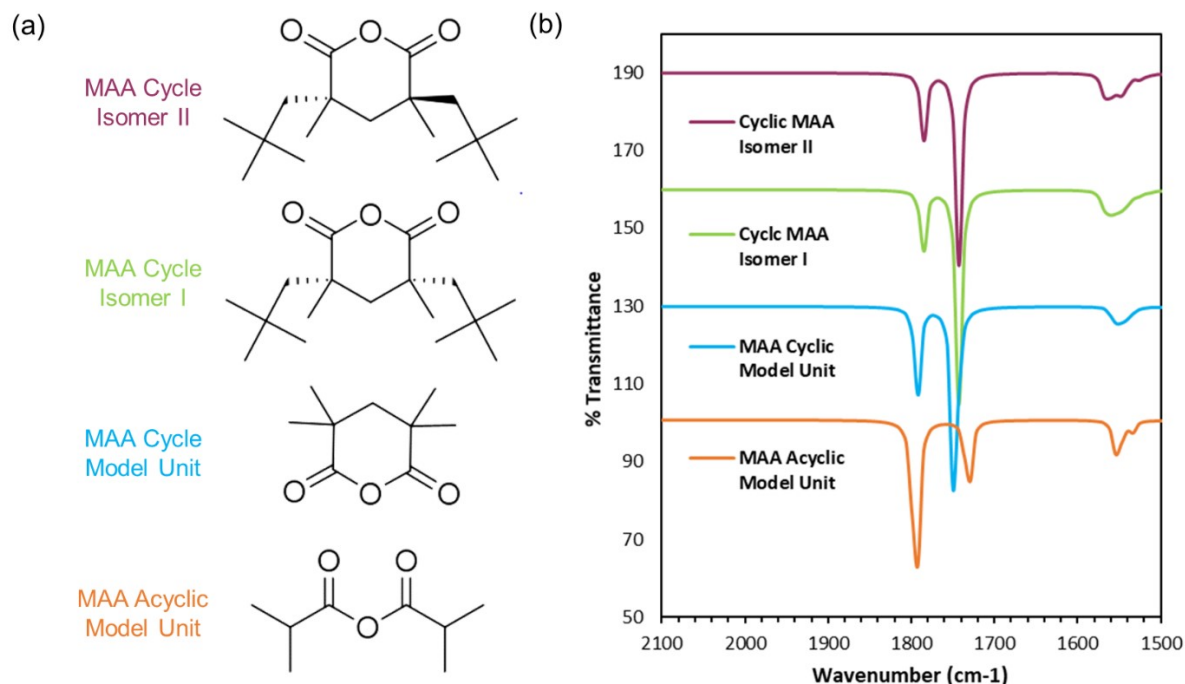 (a)
MAA Cycle
Isomer II
O
O
O
MAA Cycle
Isomer I
O
O
O
MAA Cycle
Model Unit
O
O
O
MAA Acyclic
Model Unit
O
O
O
(b)
% Transmittance
190
170
150
130
110
90
70
50
Cyclic MAA
Isomer II
Cyclc MAA
Isomer I
MAA Cyclic
Model Unit
MAA Acyclic
Model Unit
2100
2000
1900
1800
1700
1600
1500
Wavenumber (cm-1)